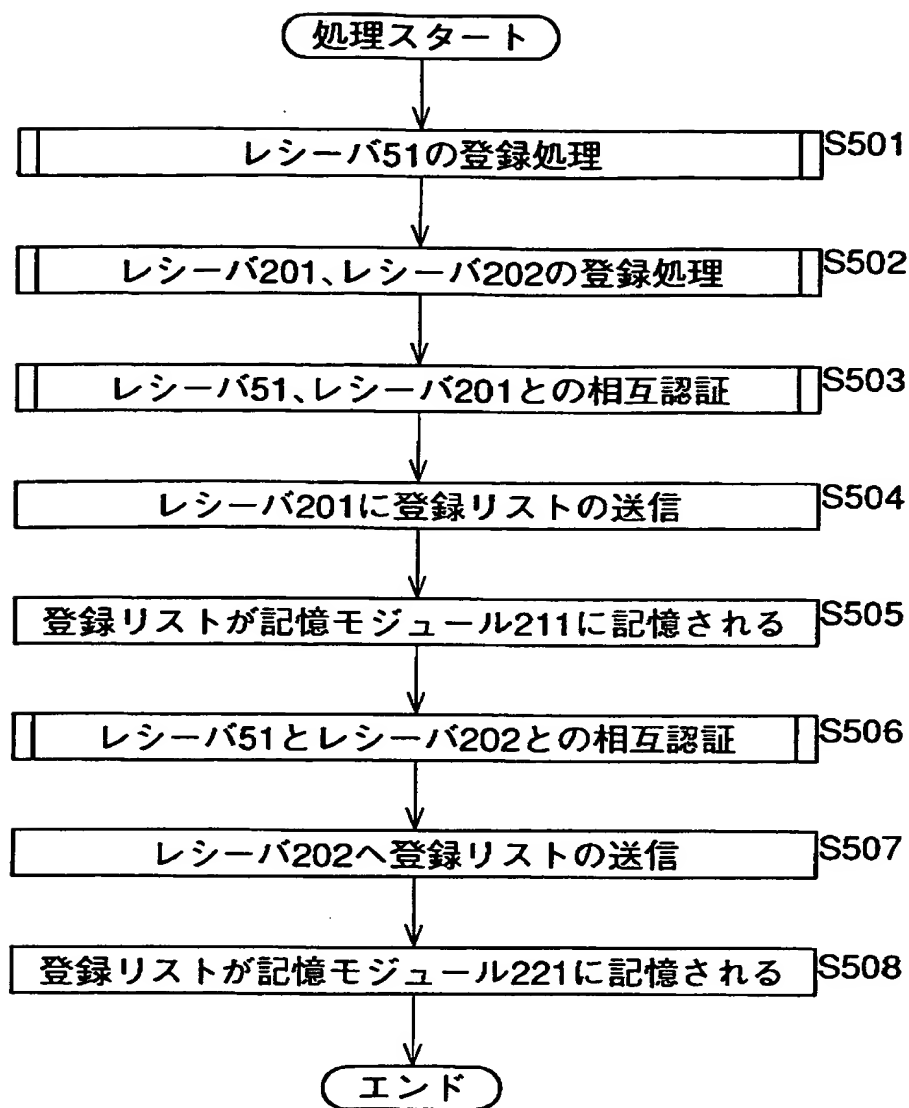 処理スタート
レシーバ51の登録処理 S501
レシーバ201、レシーバ202の登録処理 S502
レシーバ51、レシーバ201との相互認証 S503
レシーバ201に登録リストの送信 S504
登録リストが記憶モジュール211に記憶される S505
レシーバ51とレシーバ202との相互認証 S506
レシーバ202へ登録リストの送信 S507
登録リストが記憶モジュール221に記憶される S508
エンド